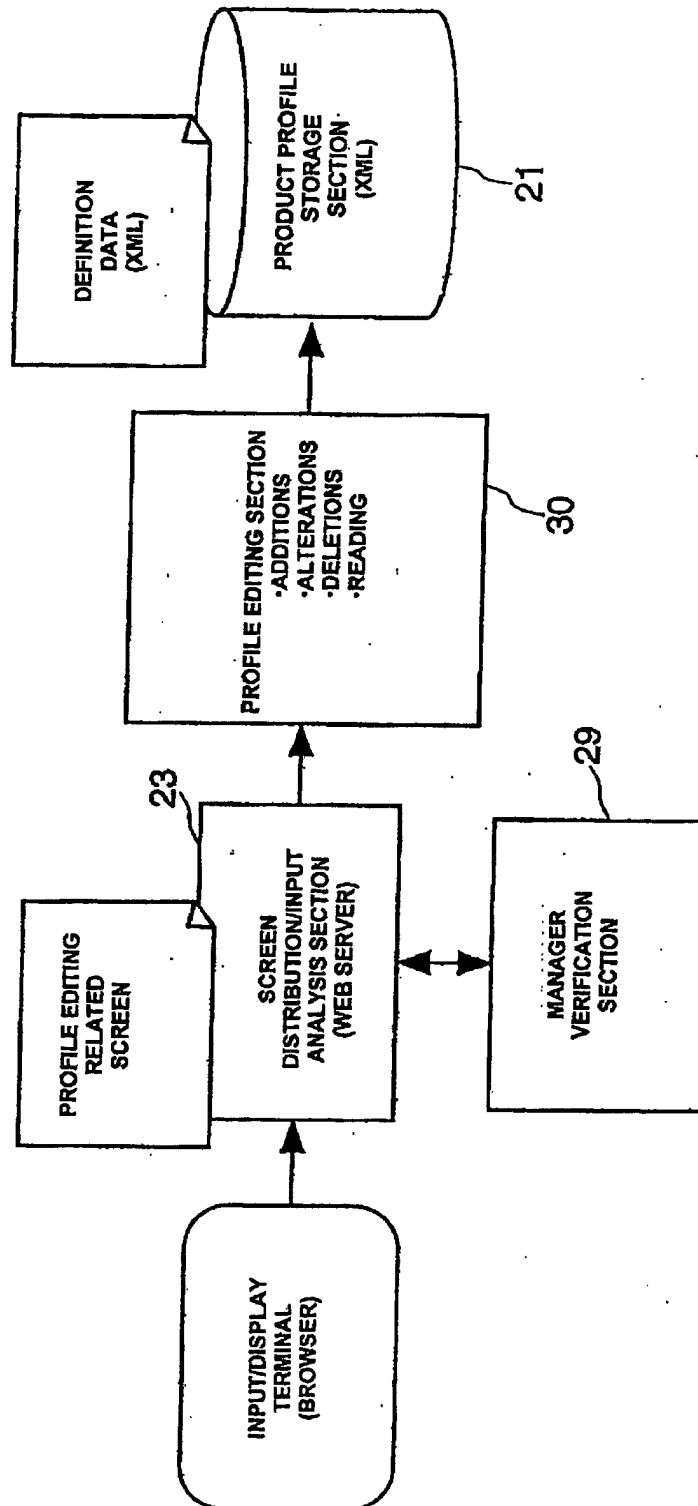 INPUT/DISPLAY
TERMINAL
(BROWSER)
PROFILE EDITING
RELATED
SCREEN
23
SCREEN
DISTRIBUTION/INPUT
ANALYSIS SECTION
(WEB SERVER)
MANAGER
VERIFICATION
SECTION
29
PROFILE EDITING SECTION
•ADDITIONS
•ALTERATIONS
•DELETIONS
•READING
30
DEFINITION
DATA
(XML)
PRODUCT PROFILE
STORAGE
SECTION
(XML)
21